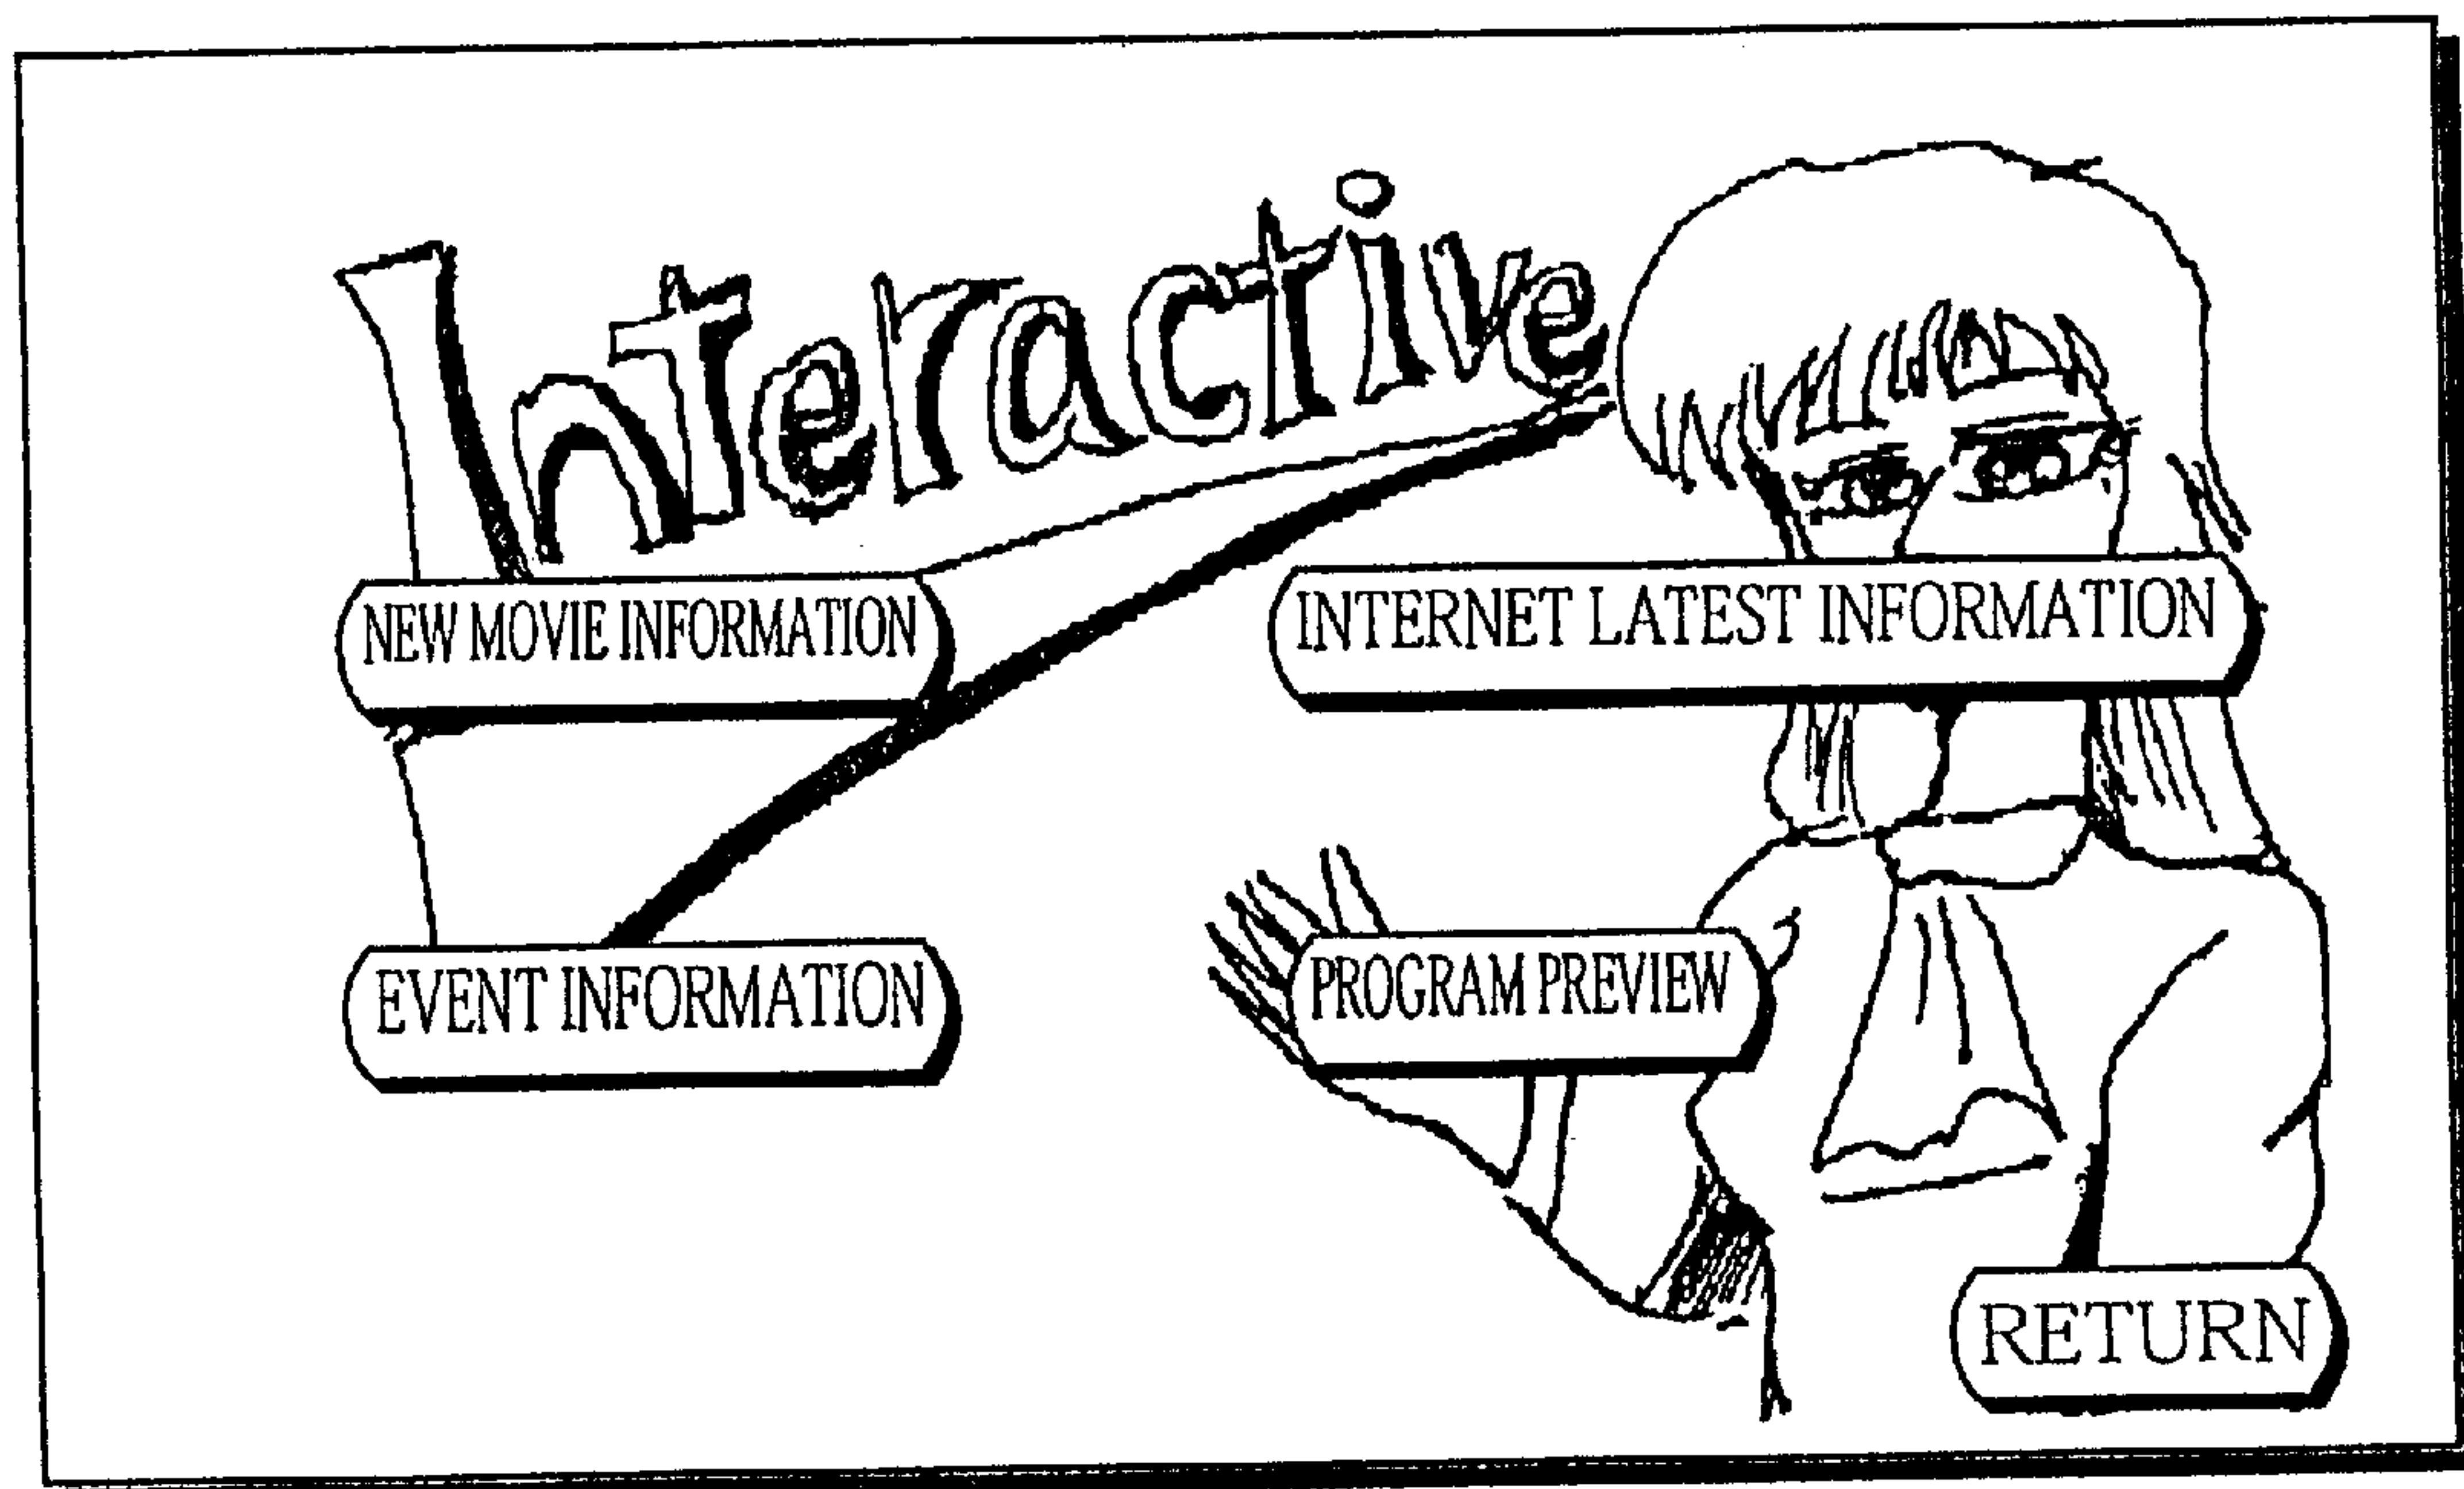 Interactive
NEW MOVIE INFORMATION
INTERNET LATEST INFORMATION
EVENT INFORMATION
PROGRAM PREVIEW
RETURN